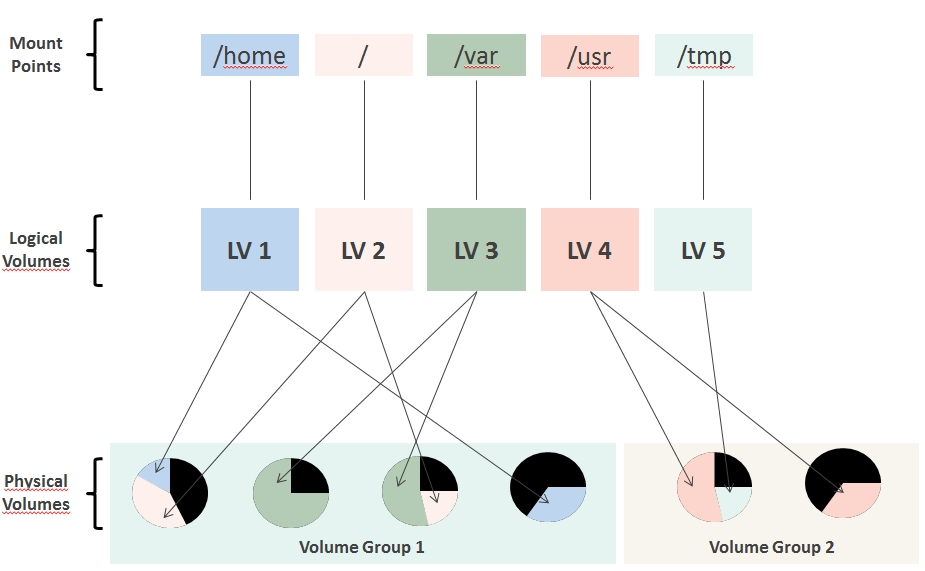 Mount
Points
/home
/
/var
/usr
/tmp
Logical
Volumes
LV 1
LV 2
LV 3
LV 4
LV 5
Physical
Volumes
Volume Group 1
Volume Group 2